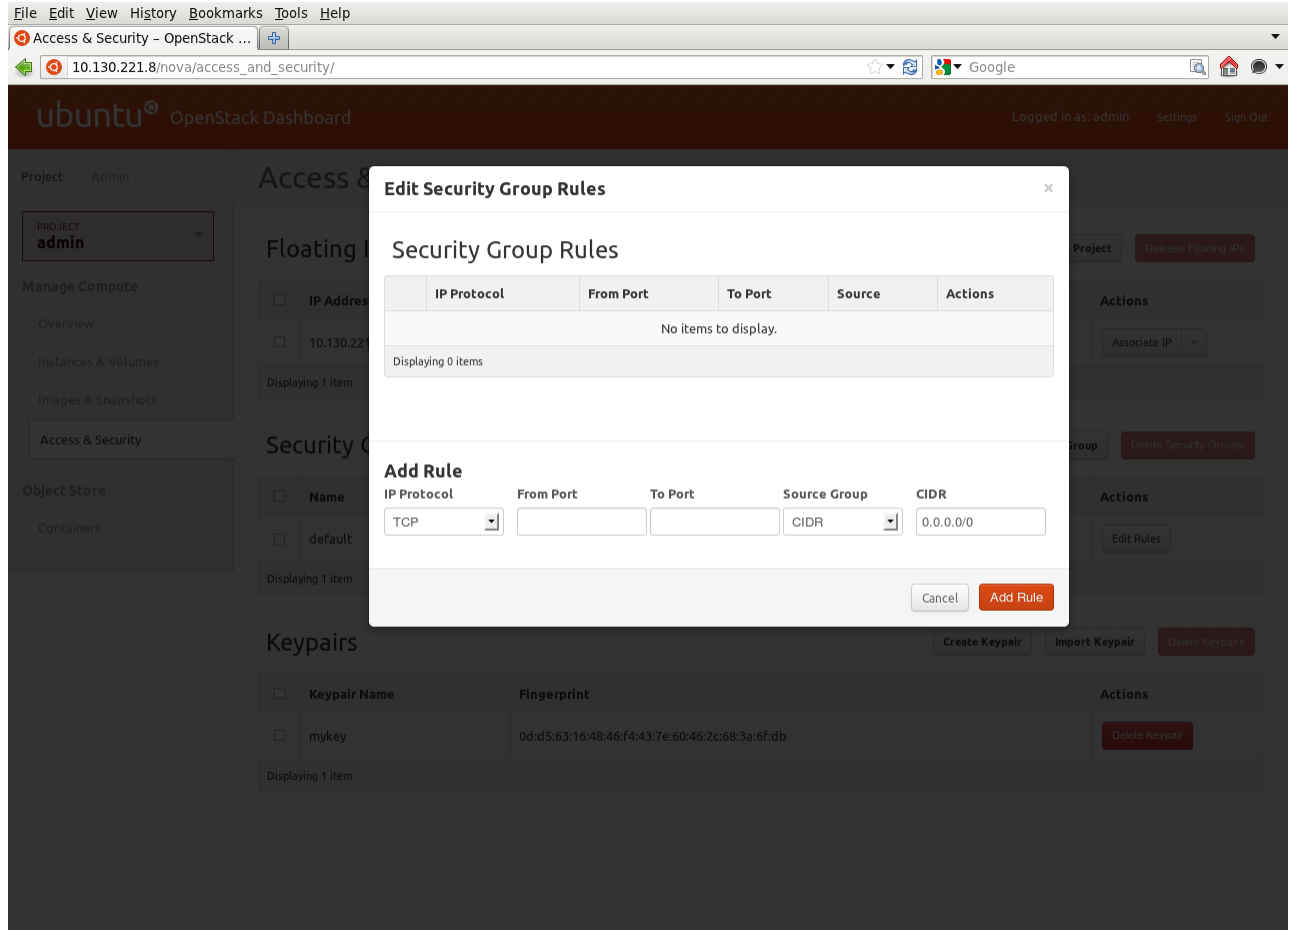 File Edit View History Bookmarks Tools Help
Access & Security – OpenStack ...
10.130.221.8/nova/access_and_security/
Google
ubuntu OpenStack Dashboard
Logged in as: admin Settings Sign Out
Project Admin
PROJECT
admin
Manage Compute
Overview
Instances & Volumes
Images & Snapshots
Access & Security
Object Store
Containers
Access &
Floating
Project Release Floating IPs
IP Addres Actions
10.130.221 Associate IP
Displaying 1 item
Security
Group Delete Security Groups
Name Actions
default Edit Rules
Displaying 1 item
Edit Security Group Rules ×
Security Group Rules
IP Protocol From Port To Port Source Actions
No items to display.
Displaying 0 items
Add Rule
IP Protocol From Port To Port Source Group CIDR
TCP CIDR 0.0.0.0/0
Cancel Add Rule
Keypairs
Create Keypair Import Keypair Delete Keypairs
Keypair Name Fingerprint Actions
mykey 0d:d5:63:16:48:46:f4:43:7e:60:46:2c:68:3a:6f:db Delete Keypair
Displaying 1 item